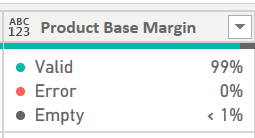 ABC
123 Product Base Margin
Valid 99%
Error 0%
Empty < 1%